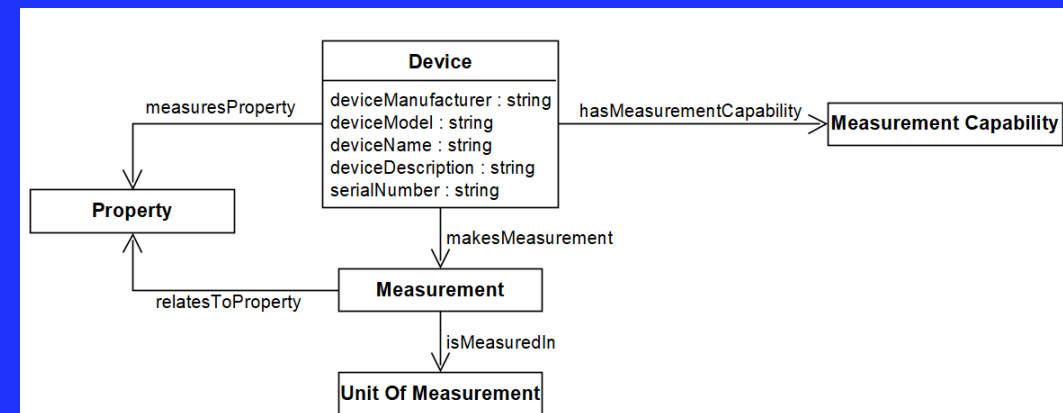 Device
measuresProperty
deviceManufacturer : string
deviceModel : string
deviceName : string
deviceDescription : string
serialNumber : string
hasMeasurementCapability
Measurement Capability
Property
makesMeasurement
Measurement
relatesToProperty
isMeasuredIn
Unit Of Measurement